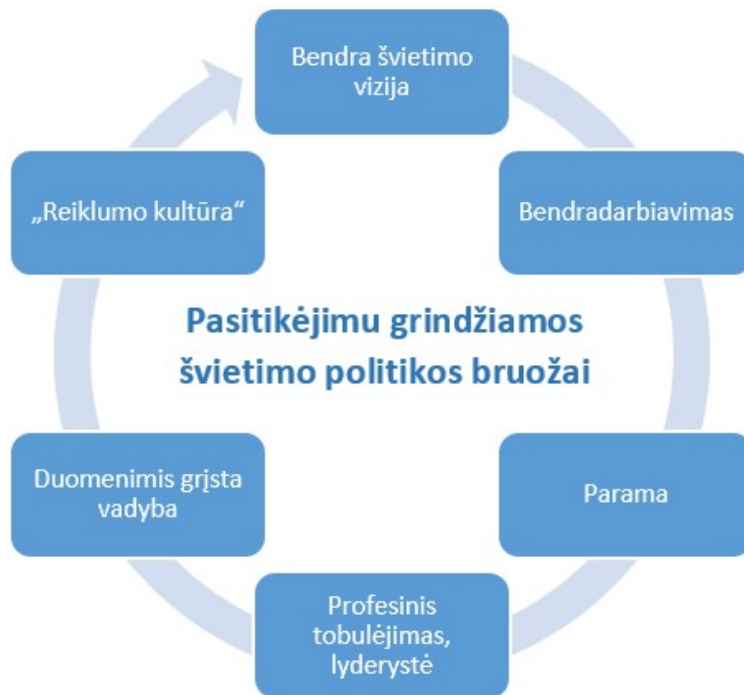 Bendra švietimo
vizija
Bendradarbiavimas
Parama
Profesinis
tobulėjimas,
lyderystė
Duomenimis grįsta
vadyba
„Reiklumo kultūra“
Pasitikėjimu grindžiamos
švietimo politikos bruožai